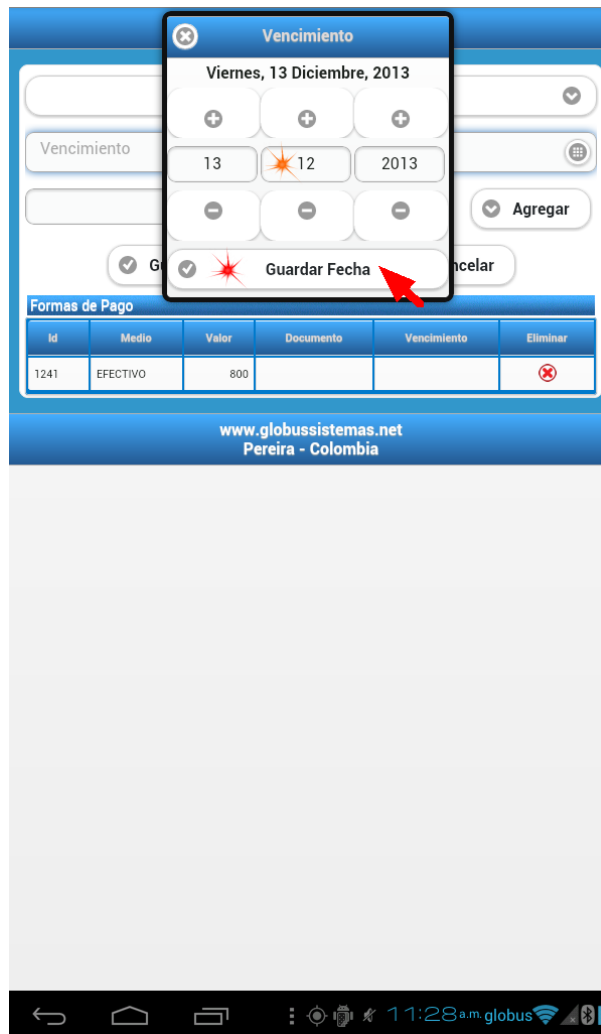 Vencimiento
Viernes, 13 Diciembre, 2013
Vencimiento
13 12 2013
Agregar
Guardar Fecha
Formas de Pago
Id Medio Valor Documento Vencimiento Eliminar
1241 EFECTIVO 800
www.globussistemas.net
Pereira - Colombia
11:28 a.m. globus